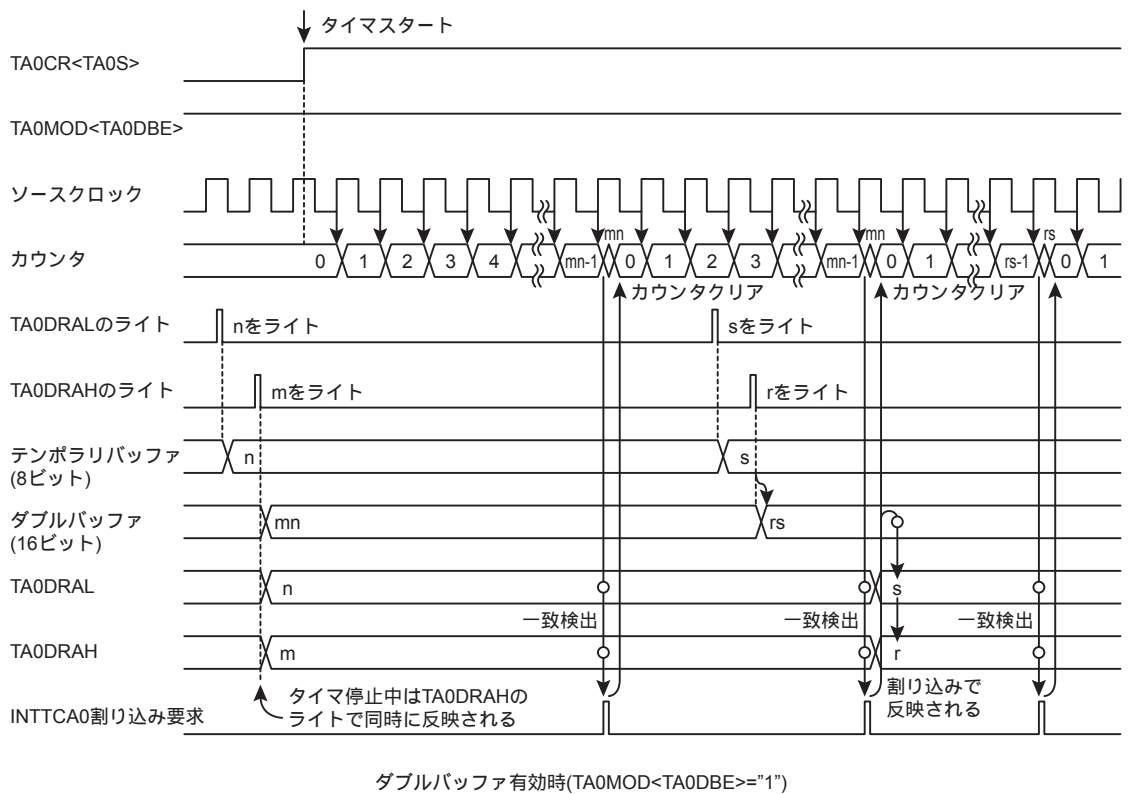 タイマスタート
TA0CR<TA0S>
TA0MOD<TA0DBE>
ソースクロック
mn mn rs
カウンタ 0 1 2 3 4 mn-1 0 1 2 3 mn-1 0 1 rs-1 0 1
カウンタクリア カウンタクリア
TA0DRALのライト nをライト sをライト
TA0DRAHのライト mをライト rをライト
テンポラリバッファ n s
(8ビット)
ダブルバッファ mn rs
(16ビット)
TA0DRAL n s
一致検出 一致検出 一致検出
TA0DRAH m r
タイマ停止中はTA0DRAHの 割り込みで
ライトで同時に反映される 反映される
INTTCA0割り込み要求
ダブルバッファ有効時(TA0MOD<TA0DBE>=”1”)